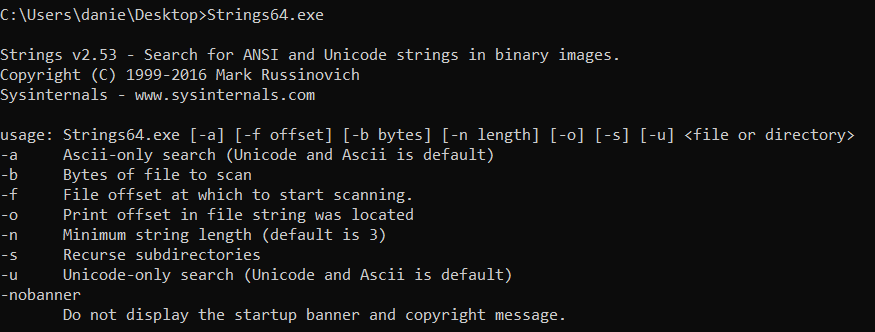 C:\Users\danie\Desktop>Strings64.exe
Strings v2.53 - Search for ANSI and Unicode strings in binary images.
Copyright (C) 1999-2016 Mark Russinovich
Sysinternals - www.sysinternals.com
usage: Strings64.exe [-a] [-f offset] [-b bytes] [-n length] [-o] [-s] [-u] <file or directory>
-a     Ascii-only search (Unicode and Ascii is default)
-b     Bytes of file to scan
-f     File offset at which to start scanning.
-o     Print offset in file string was located
-n     Minimum string length (default is 3)
-s     Recurse subdirectories
-u     Unicode-only search (Unicode and Ascii is default)
-nobanner
       Do not display the startup banner and copyright message.